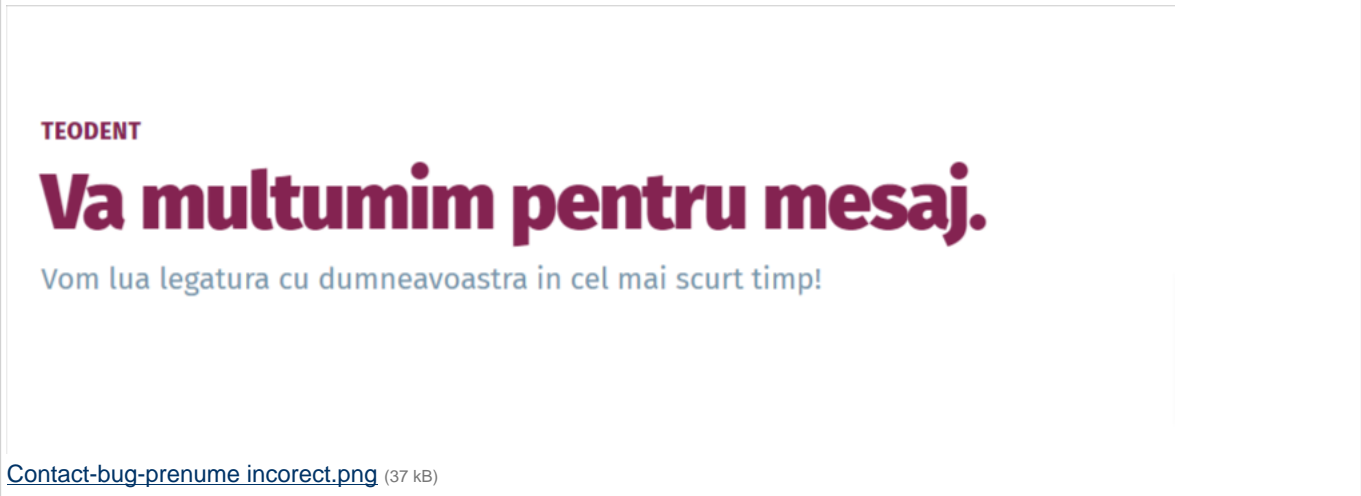 TEODENT
Va multumim pentru mesaj.
Vom lua legatura cu dumneavoastra in cel mai scurt timp!
Contact-bug-prenume incorect.png (37 kB)